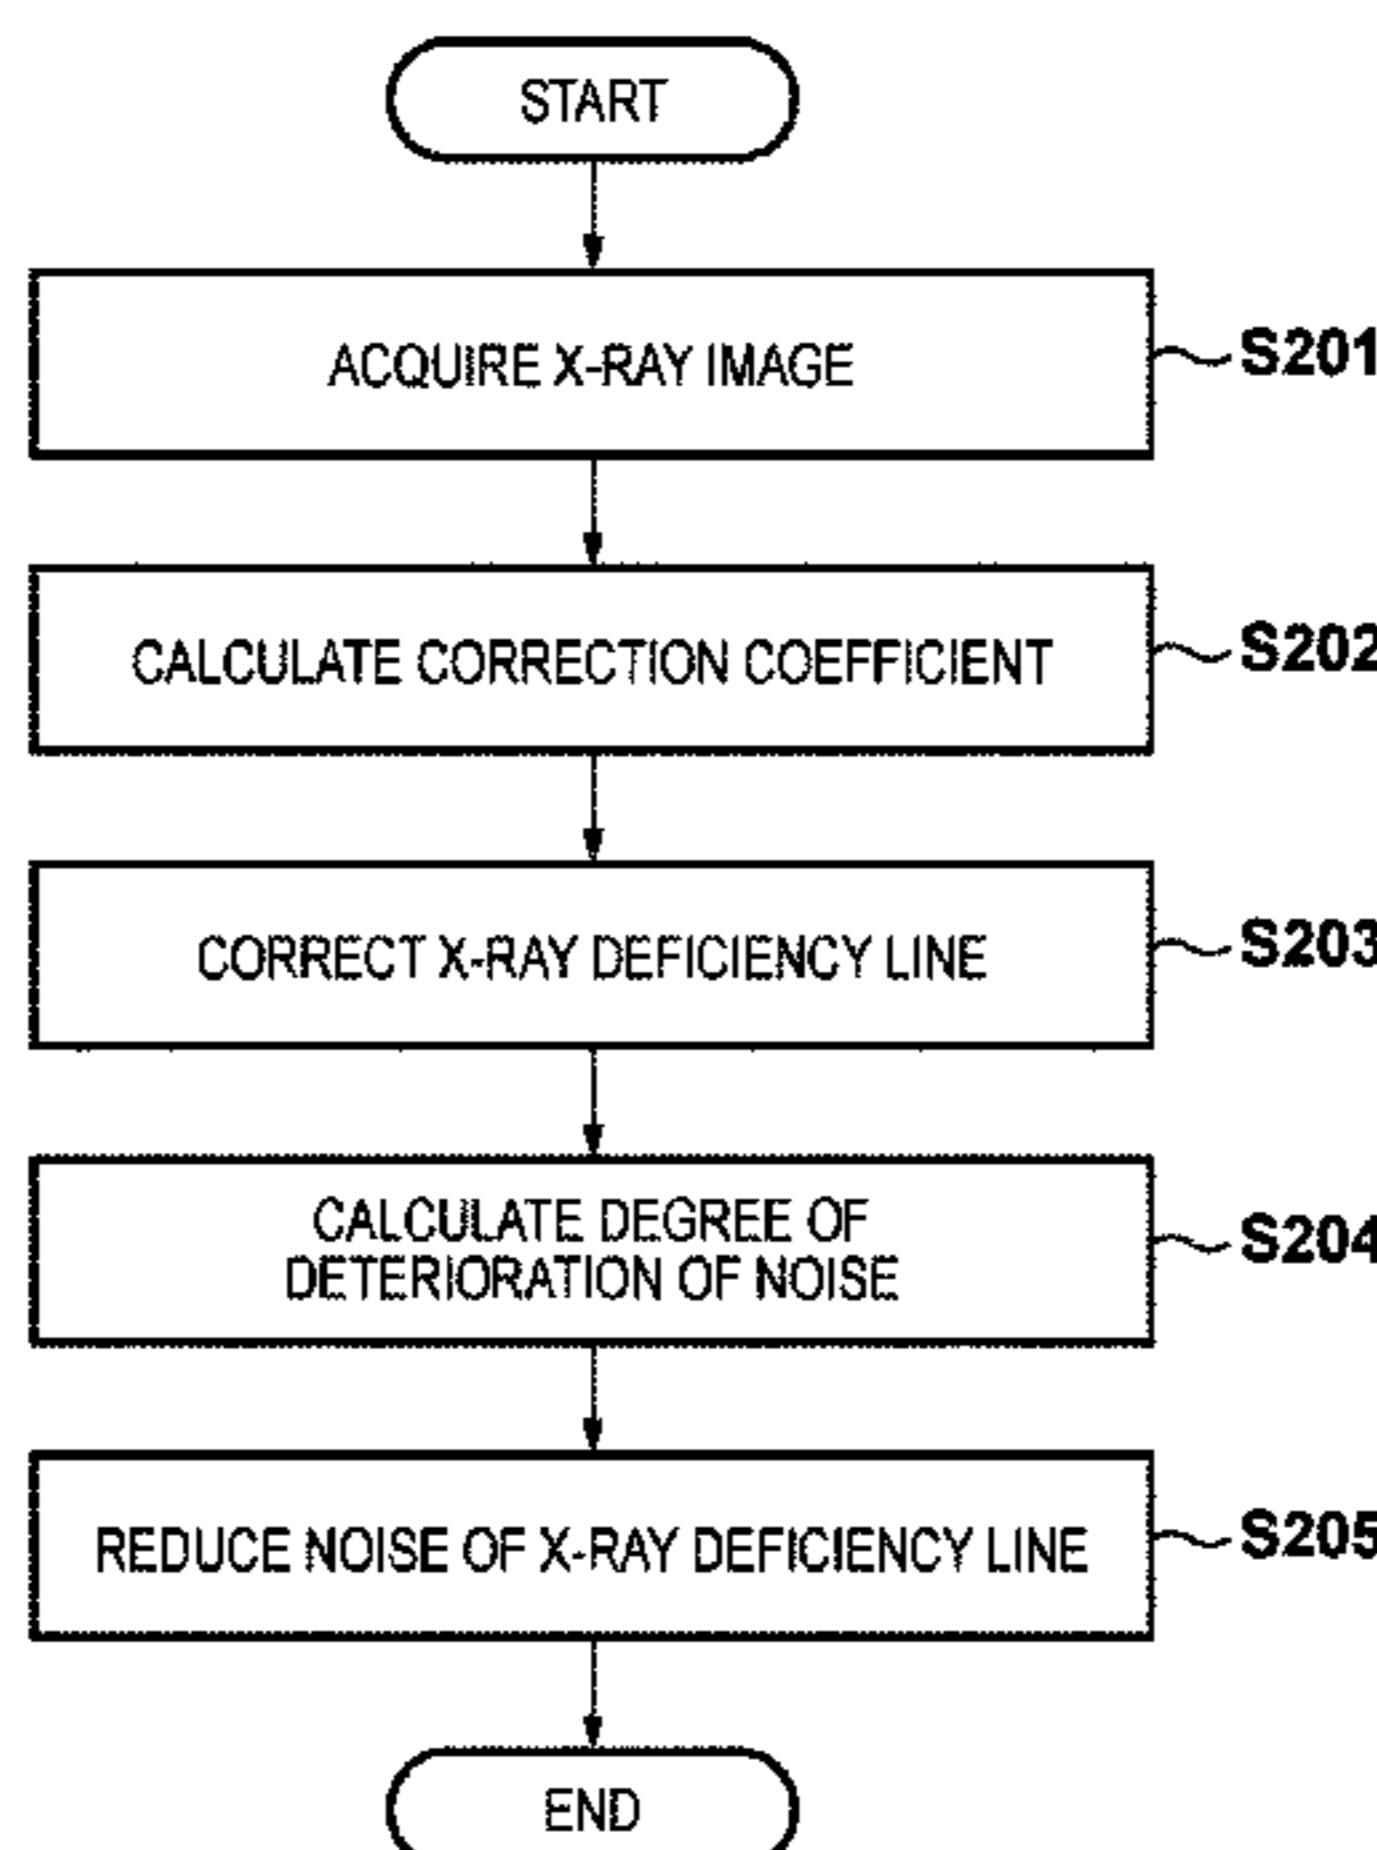 START
ACQUIRE X-RAY IMAGE
S201
CALCULATE CORRECTION COEFFICIENT
S202
CORRECT X-RAY DEFICIENCY LINE
S203
CALCULATE DEGREE OF
DETERIORATION OF NOISE
S204
REDUCE NOISE OF X-RAY DEFICIENCY LINE
S205
END